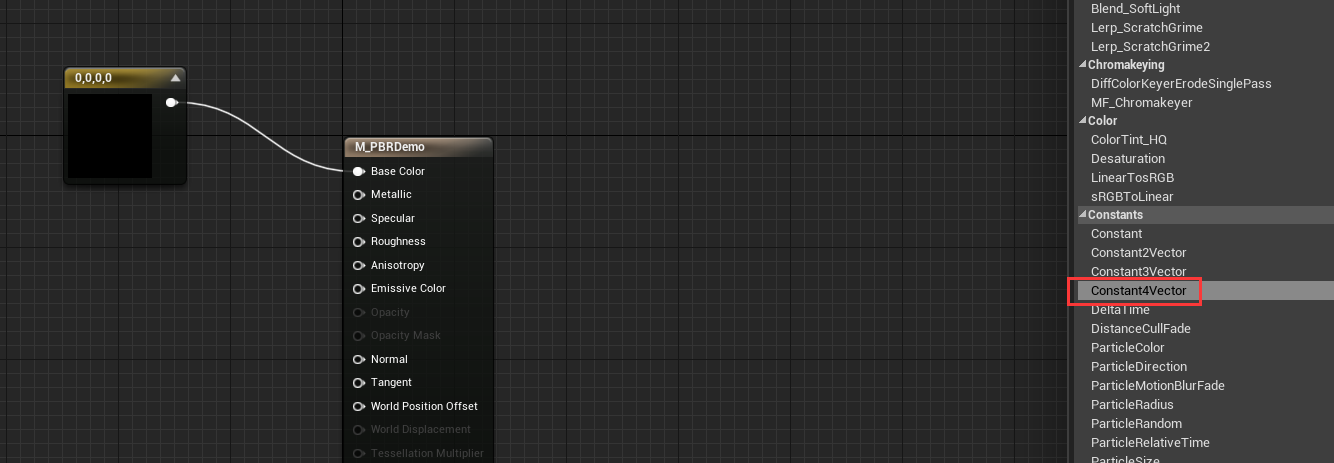 0,0,0,0
M_PBRDemo
Base Color
Metallic
Specular
Roughness
Anisotropy
Emissive Color
Opacity
Opacity Mask
Normal
Tangent
World Position Offset
World Displacement
Tessellation Multiplier
Blend_SoftLight
Lerp_ScratchGrime
Lerp_ScratchGrime2
Chromakeying
DiffColorKeyerErodeSinglePass
MF_Chromakeyer
Color
ColorTint_HQ
Desaturation
LinearTosRGB
sRGBToLinear
Constants
Constant
Constant2Vector
Constant3Vector
Constant4Vector
DeltaTime
DistanceCullFade
ParticleColor
ParticleDirection
ParticleMotionBlurFade
ParticleRadius
ParticleRandom
ParticleRelativeTime
ParticleSize